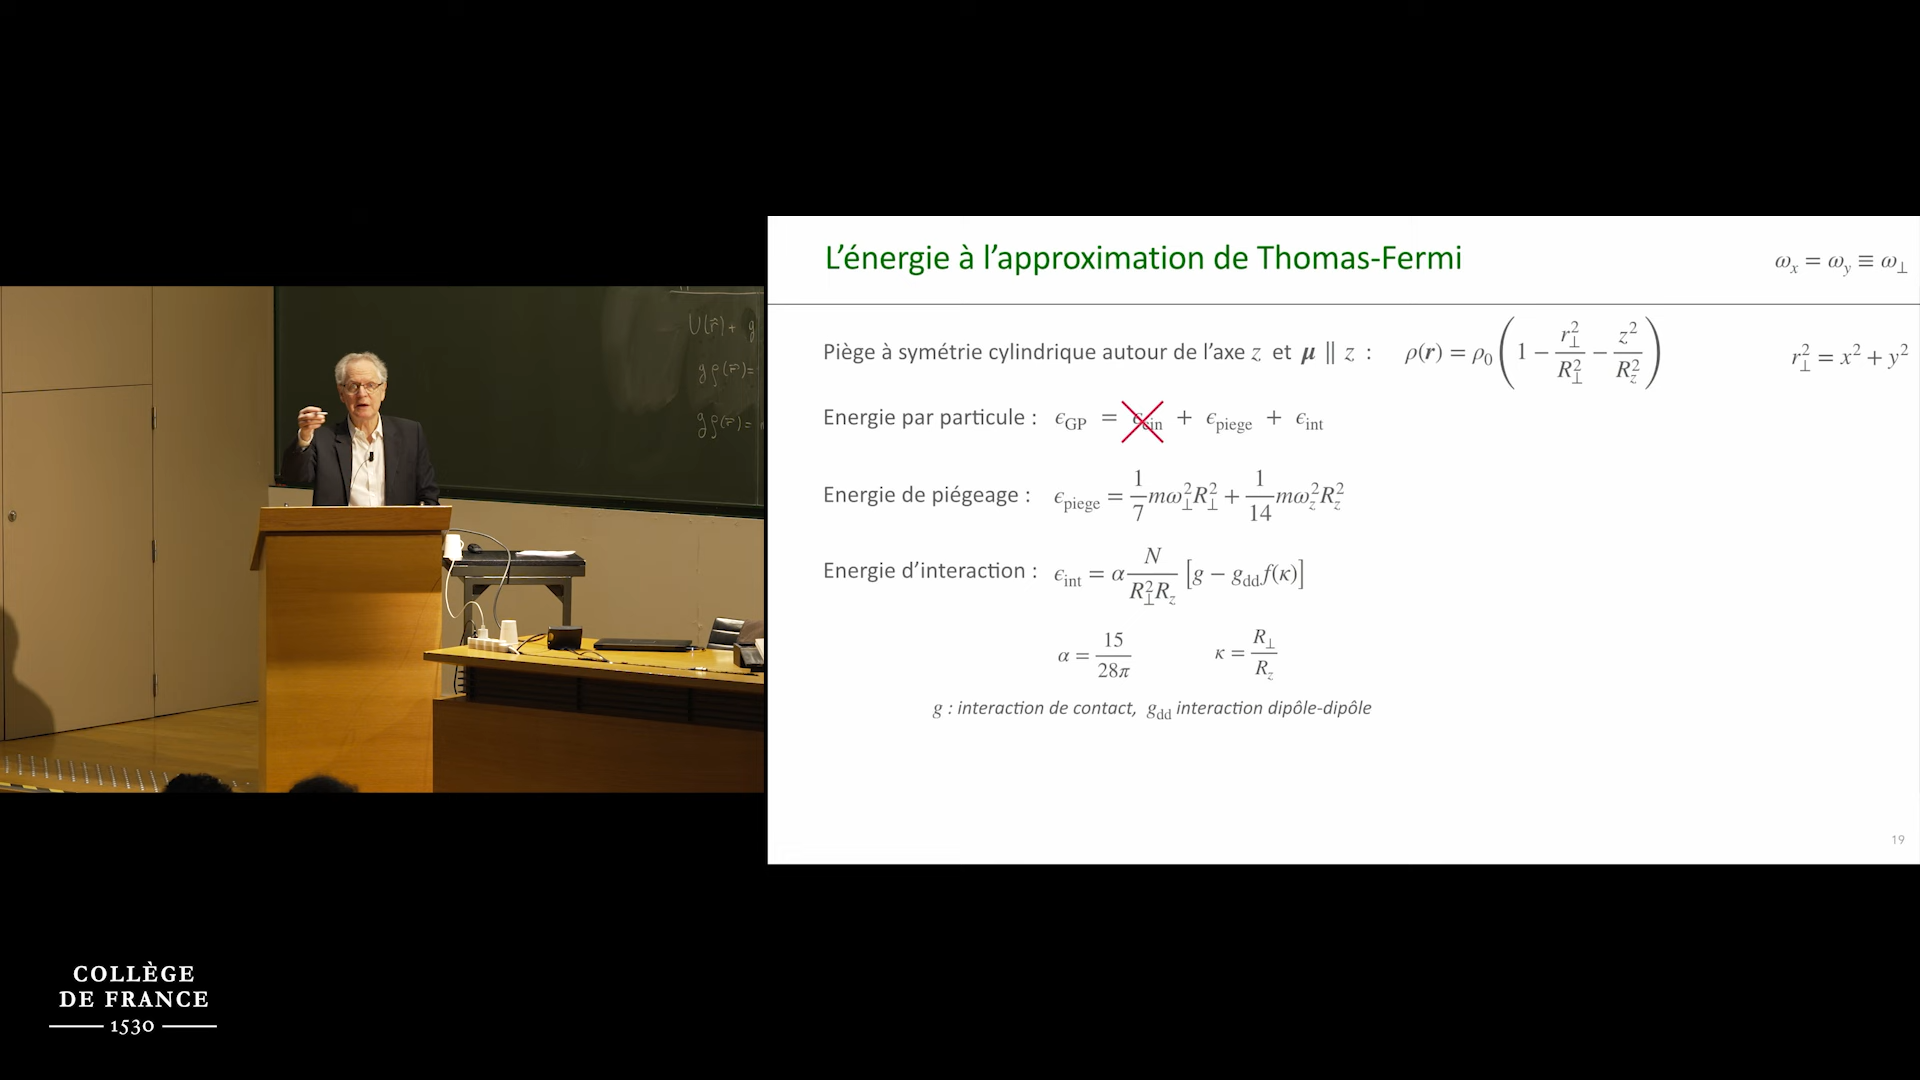 L'énergie à l'approximation de Thomas-Fermi
ωₓ = ω_y ≡ ω_⊥
Piège à symétrie cylindrique autour de l'axe z et μ ∥ z : ρ(r) = ρ₀ (1 − r_⊥²/R_⊥² − z²/R_z²)
r_⊥² = x² + y²
Energie par particule : ϵ_GP = ϵ_cin + ϵ_piege + ϵ_int
Energie de piégeage : ϵ_piege = 1/7 mω_⊥²R_⊥² + 1/14 mω_z²R_z²
Energie d'interaction : ϵ_int = α N/(R_⊥²R_z) [g − g_dd f(κ)]
α = 15/28π κ = R_⊥/R_z
g : interaction de contact, g_dd interaction dipôle-dipôle
19
U(r) + g
gρ(r) =
gρ(r) =
COLLÈGE
DE FRANCE
1530